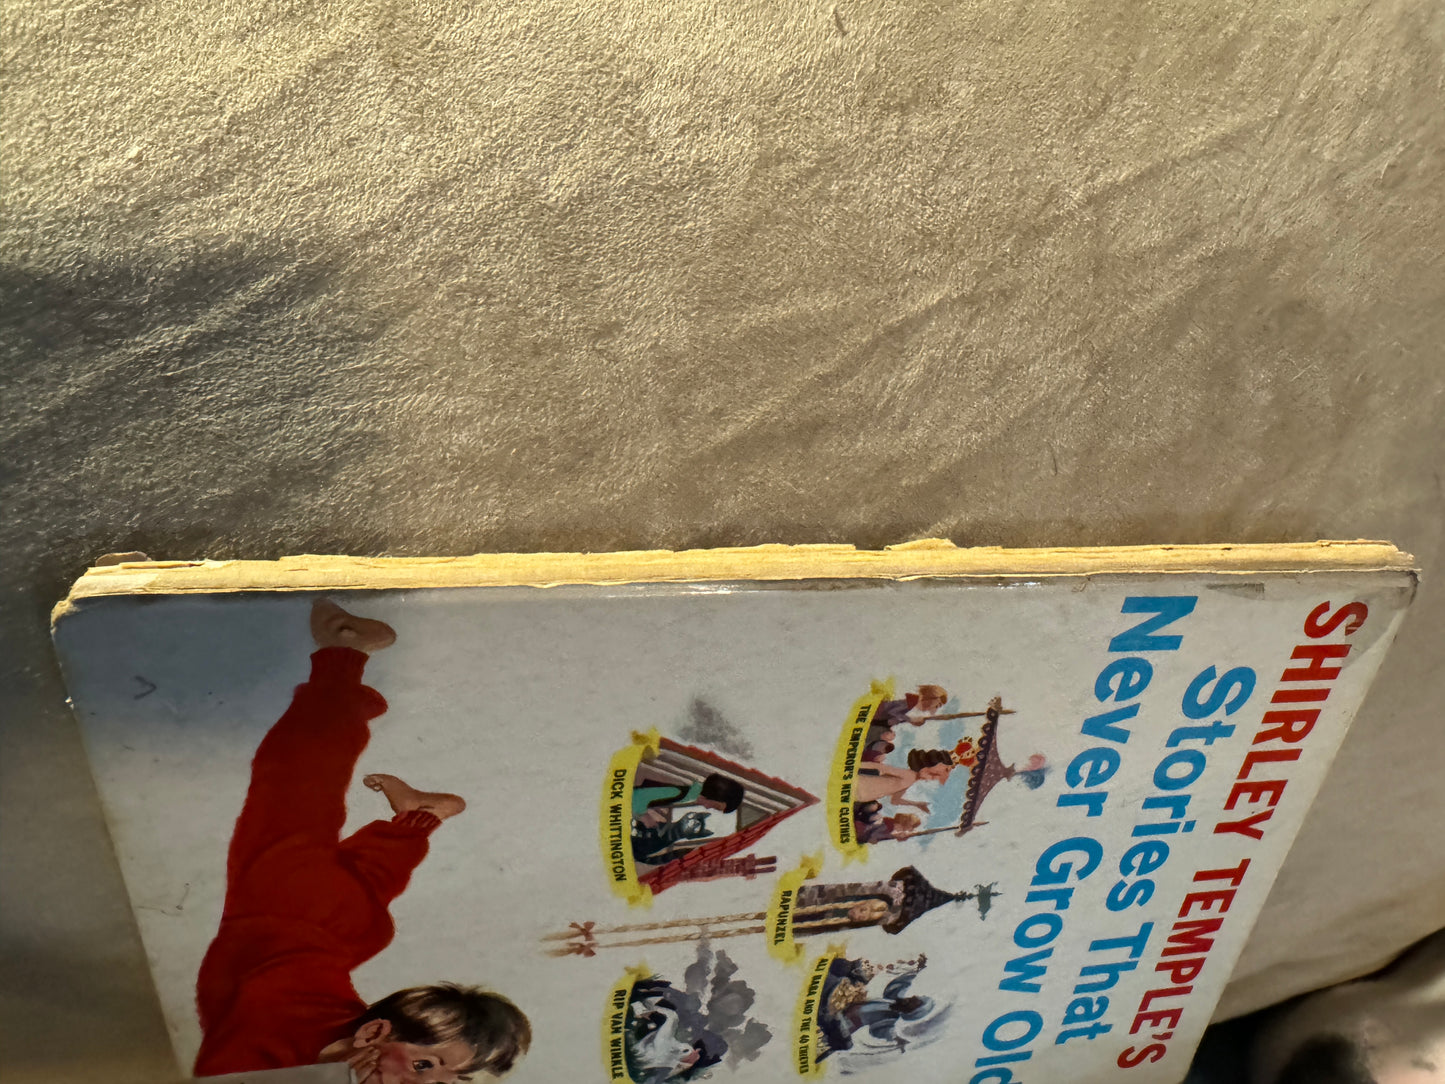 SHIRLEY TEMPLE'S
Stories That
Never Grow Old
THE EMPEROR'S NEW CLOTHES
DICK WHITTINGTON
RAPUNZEL
ALI BABA AND THE 40 THIEVES
RIP VAN WINKLE